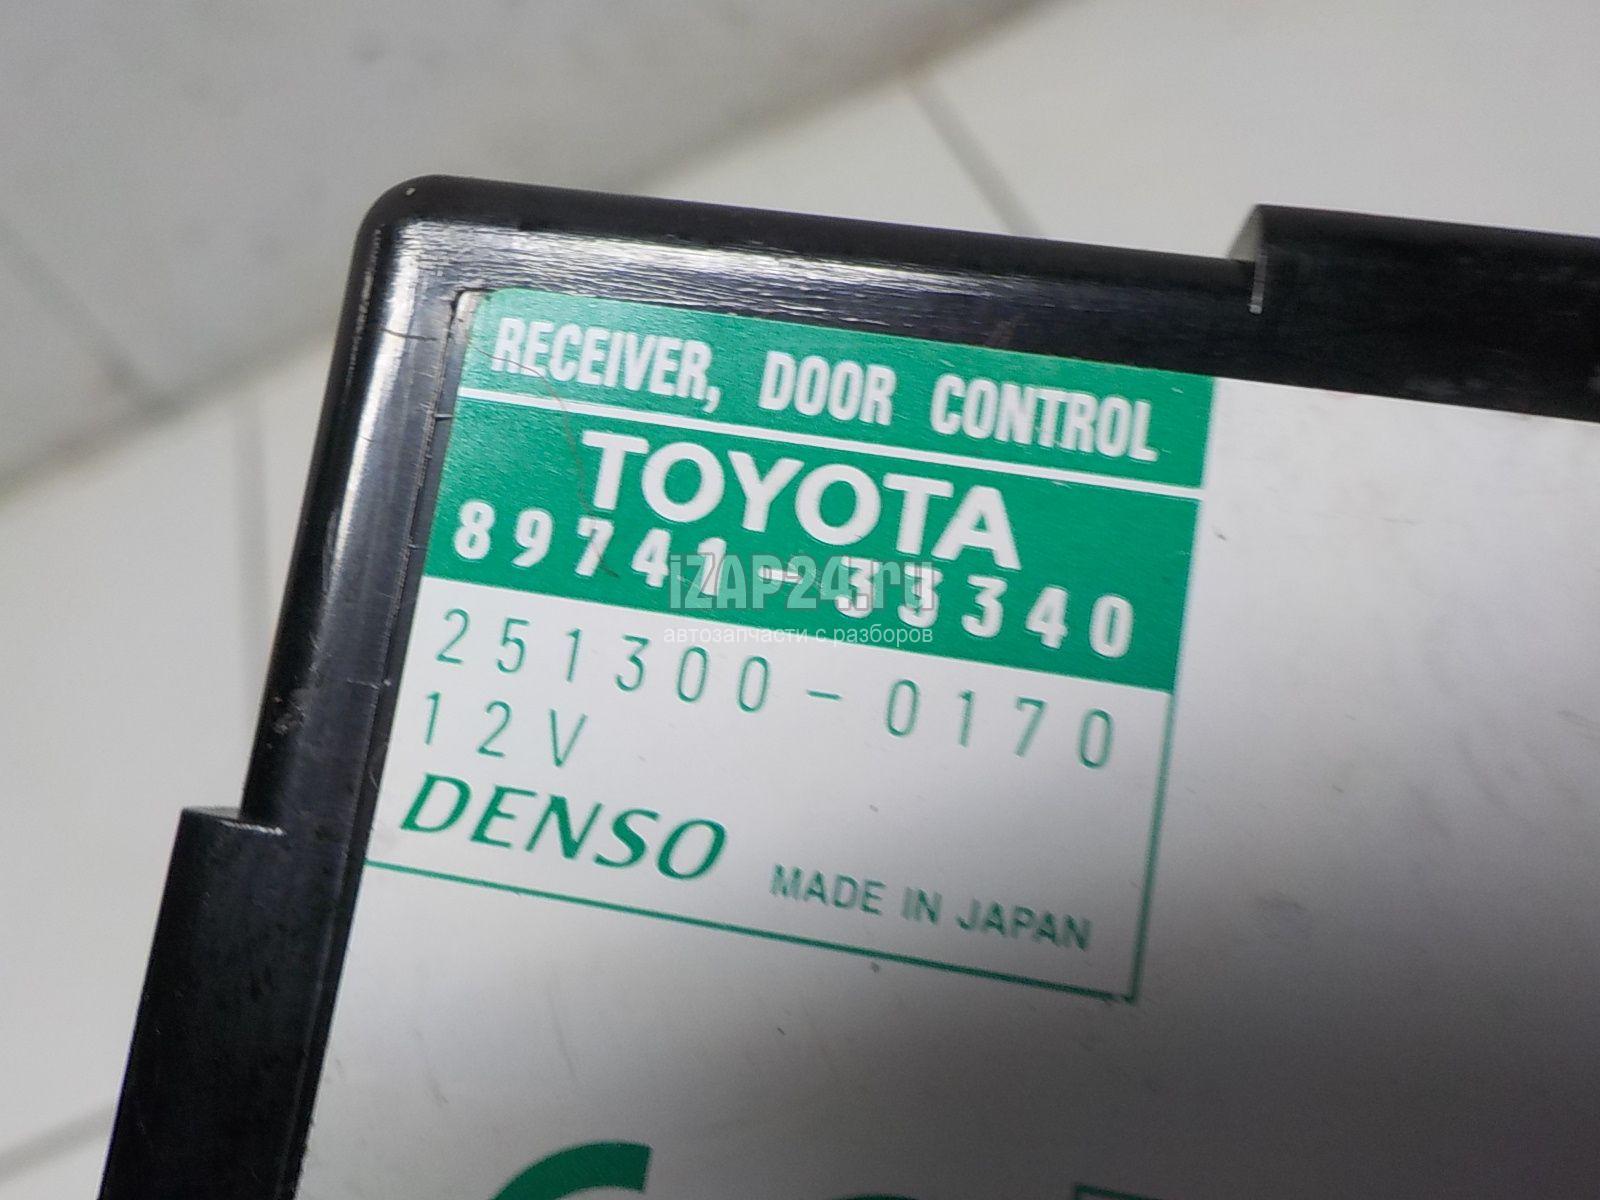 RECEIVER, DOOR CONTROL
TOYOTA
89741-33340
iZAP24.ru
автозапчасти с разборов
251300-0170
12V
DENSO
MADE IN JAPAN